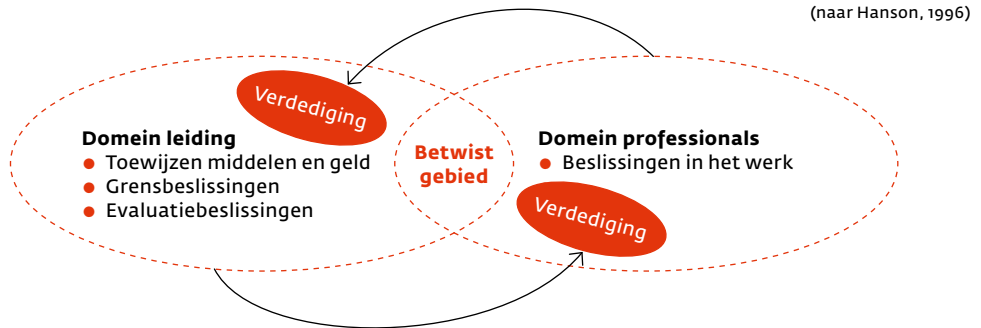 (naar Hanson, 1996)
Verdediging
Domein leiding
Toewijzen middelen en geld
Grensbeslissingen
Evaluatiebeslissingen
Betwist
gebied
Domein professionals
Beslissingen in het werk
Verdediging